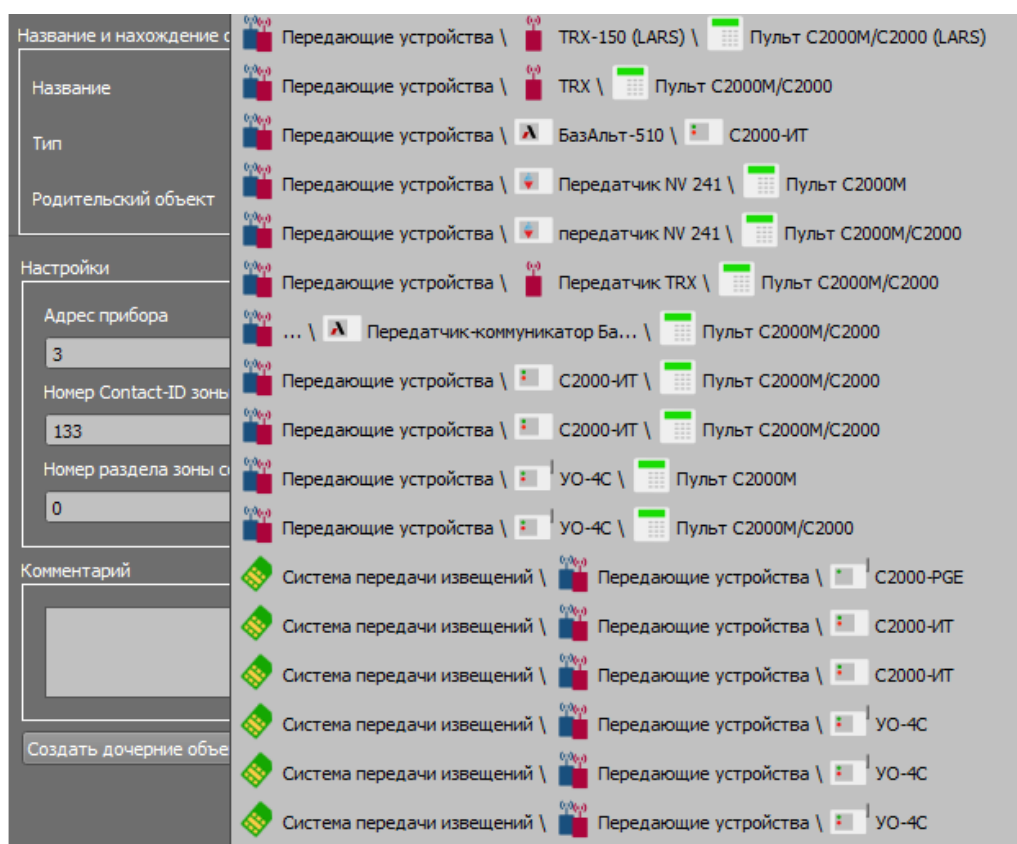 Название и нахождение с
Название
Тип
Родительский объект
Настройки
Адрес прибора
3
Номер Contact-ID зоны
133
Номер раздела зоны с
0
Комментарий
Создать дочерние объе
Передающие устройства \ TRX-150 (LARS) \ Пульт С2000М/С2000 (LARS)
Передающие устройства \ TRX \ Пульт С2000М/С2000
Передающие устройства \ БазАльт-510 \ С2000-ИТ
Передающие устройства \ Передатчик NV 241 \ Пульт С2000М
Передающие устройства \ передатчик NV 241 \ Пульт С2000М/С2000
Передающие устройства \ Передатчик TRX \ Пульт С2000М/С2000
... \ Передатчик-коммуникатор Ба... \ Пульт С2000М/С2000
Передающие устройства \ С2000-ИТ \ Пульт С2000М/С2000
Передающие устройства \ С2000-ИТ \ Пульт С2000М/С2000
Передающие устройства \ УО-4С \ Пульт С2000М
Передающие устройства \ УО-4С \ Пульт С2000М/С2000
Система передачи извещений \ Передающие устройства \ С2000-PGE
Система передачи извещений \ Передающие устройства \ С2000-ИТ
Система передачи извещений \ Передающие устройства \ С2000-ИТ
Система передачи извещений \ Передающие устройства \ УО-4С
Система передачи извещений \ Передающие устройства \ УО-4С
Система передачи извещений \ Передающие устройства \ УО-4С